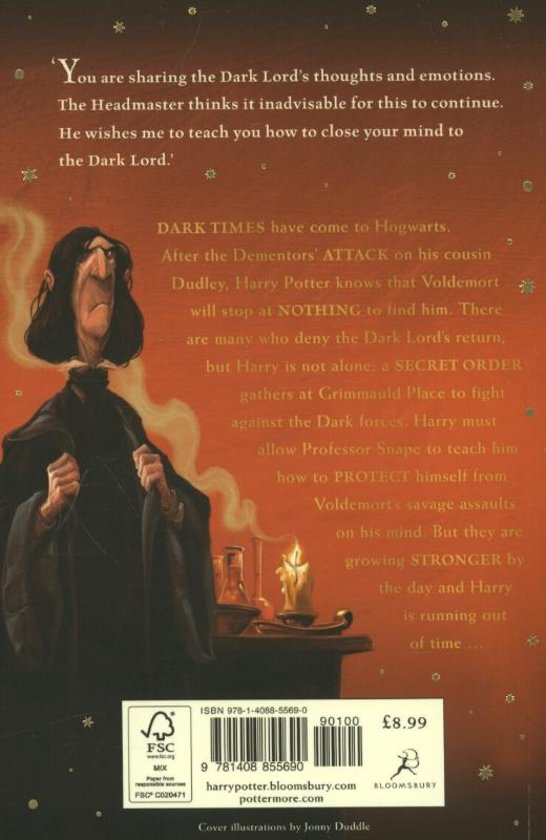 ‘You are sharing the Dark Lord’s thoughts and emotions.
The Headmaster thinks it inadvisable for this to continue.
He wishes me to teach you how to close your mind to
the Dark Lord.’
DARK TIMES have come to Hogwarts.
After the Dementors’ ATTACK on his cousin
Dudley, Harry Potter knows that Voldemort
will stop at NOTHING to find him. There
are many who deny the Dark Lord’s return,
but Harry is not alone: a SECRET ORDER
gathers at Grimmauld Place to fight
against the Dark forces. Harry must
allow Professor Snape to teach him
how to PROTECT himself from
Voldemort’s savage assaults
on his mind. But they are
growing STRONGER by
the day and Harry
is running out
of time ...
FSC
www.fsc.org
MIX
Paper from
responsible sources
FSC® C020471
ISBN 978-1-4088-5569-0
90100
9 781408 855690
harrypotter.bloomsbury.com
pottermore.com
£8.99
BLOOMSBURY
Cover illustrations by Jonny Duddle